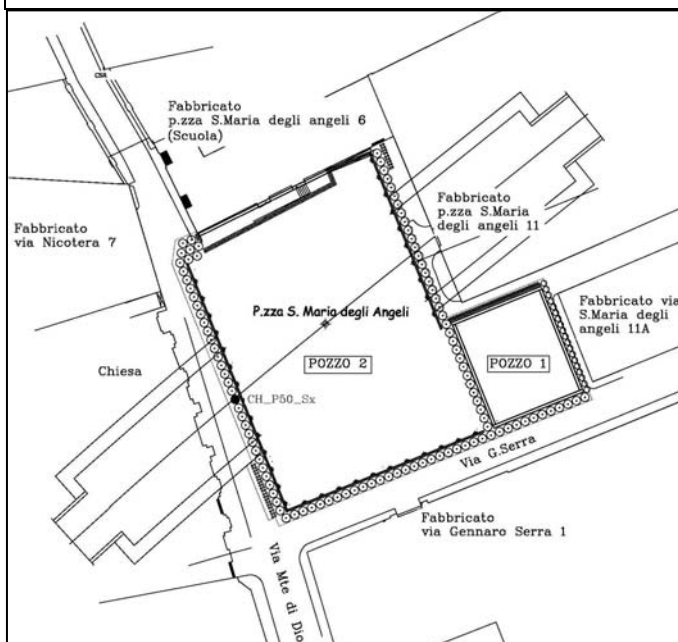 CSA
Fabbricato
p.zza S.Maria degli angeli 6
(Scuola)
Fabbricato
via Nicotera 7
Fabbricato
p.zza S.Maria
degli angeli 11
P.zza S. Maria degli Angeli
Fabbricato via
S.Maria degli
angeli 11A
Chiesa
POZZO 2
POZZO 1
CH_P50_Sx
Via G.Serra
Fabbricato
via Gennaro Serra 1
Via Mte di Dio